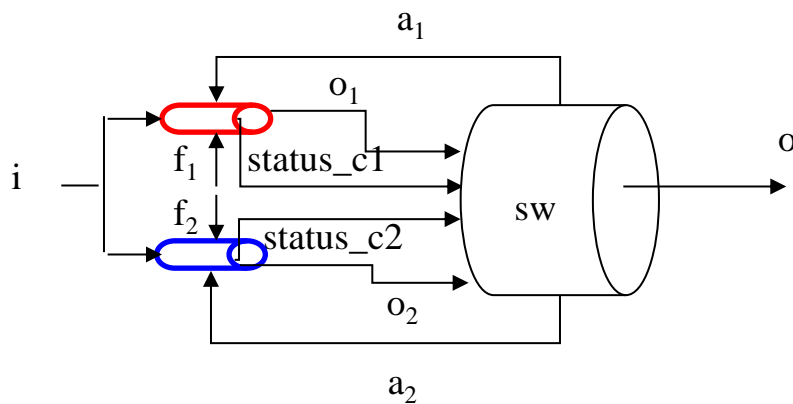 a1
o1
f1 status_c1
i
f2 status_c2
sw
o
o2
a2